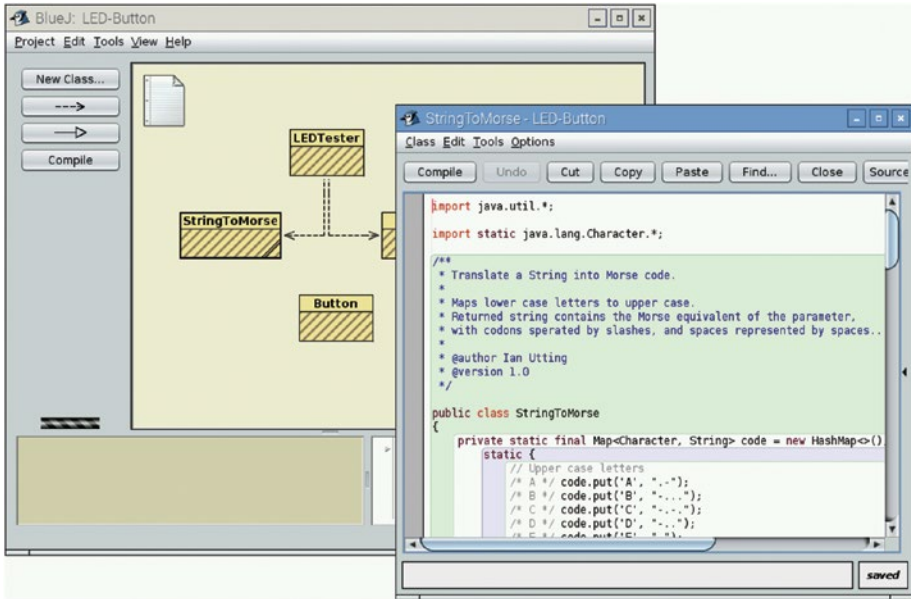 BlueJ: LED-Button
Project Edit Tools View Help
New Class...
Compile
LEDTester
StringToMorse
Button
StringToMorse - LED-Button
Class Edit Tools Options
Compile Undo Cut Copy Paste Find... Close Source
import java.util.*;
import static java.lang.Character.*;
/**
* Translate a String into Morse code.
*
* Maps lower case letters to upper case.
* Returned string contains the Morse equivalent of the parameter,
* with codons sperated by slashes, and spaces represented by spaces..
*
* @author Ian Utting
* @version 1.0
*/
public class StringToMorse
{
private static final Map<Character, String> code = new HashMap<>()
static {
// Upper case letters
/* A */ code.put('A', ".-");
/* B */ code.put('B', "-...");
/* C */ code.put('C', "-.-.");
/* D */ code.put('D', "-..");
/* E */ code.put('E', ".");
saved